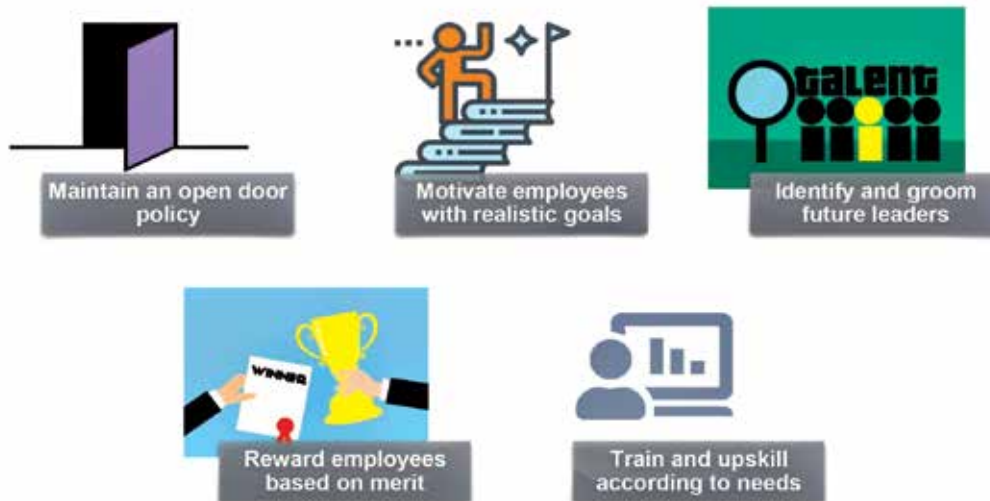 talent
Maintain an open door
policy
Motivate employees
with realistic goals
Identify and groom
future leaders
WINNER
Reward employees
based on merit
Train and upskill
according to needs